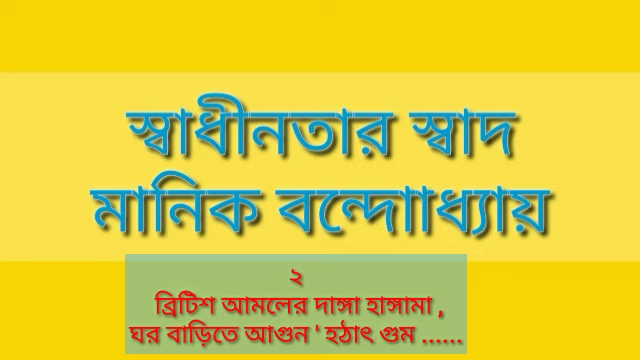 স্বাধীনতার স্বাদ
মানিক বন্দোাধ্যায়
২
ব্রিটিশ আমলের দাঙ্গা হাঙ্গামা ,
ঘর বাড়িতে আগুন ' হঠাৎ গুম ......